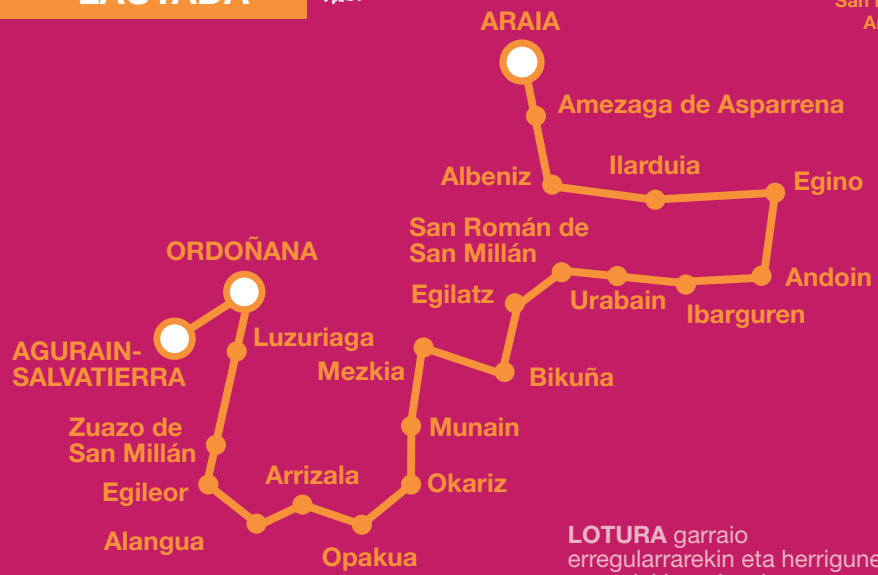 ARAIA
Amezaga de Asparrena
Albeniz
Ilarduia
Egino
San Román de
San Millán
Andoin
Egilatz
Urabain
Ibarguren
ORDOÑANA
Luzuriaga
AGURAIN-
SALVATIERRA
Mezkia
Bikuña
Zuazo de
San Millán
Munain
Egileor
Arrizala
Okariz
Alangua
Opakua
LOTURA garraio
erregularrarekin eta herrigune